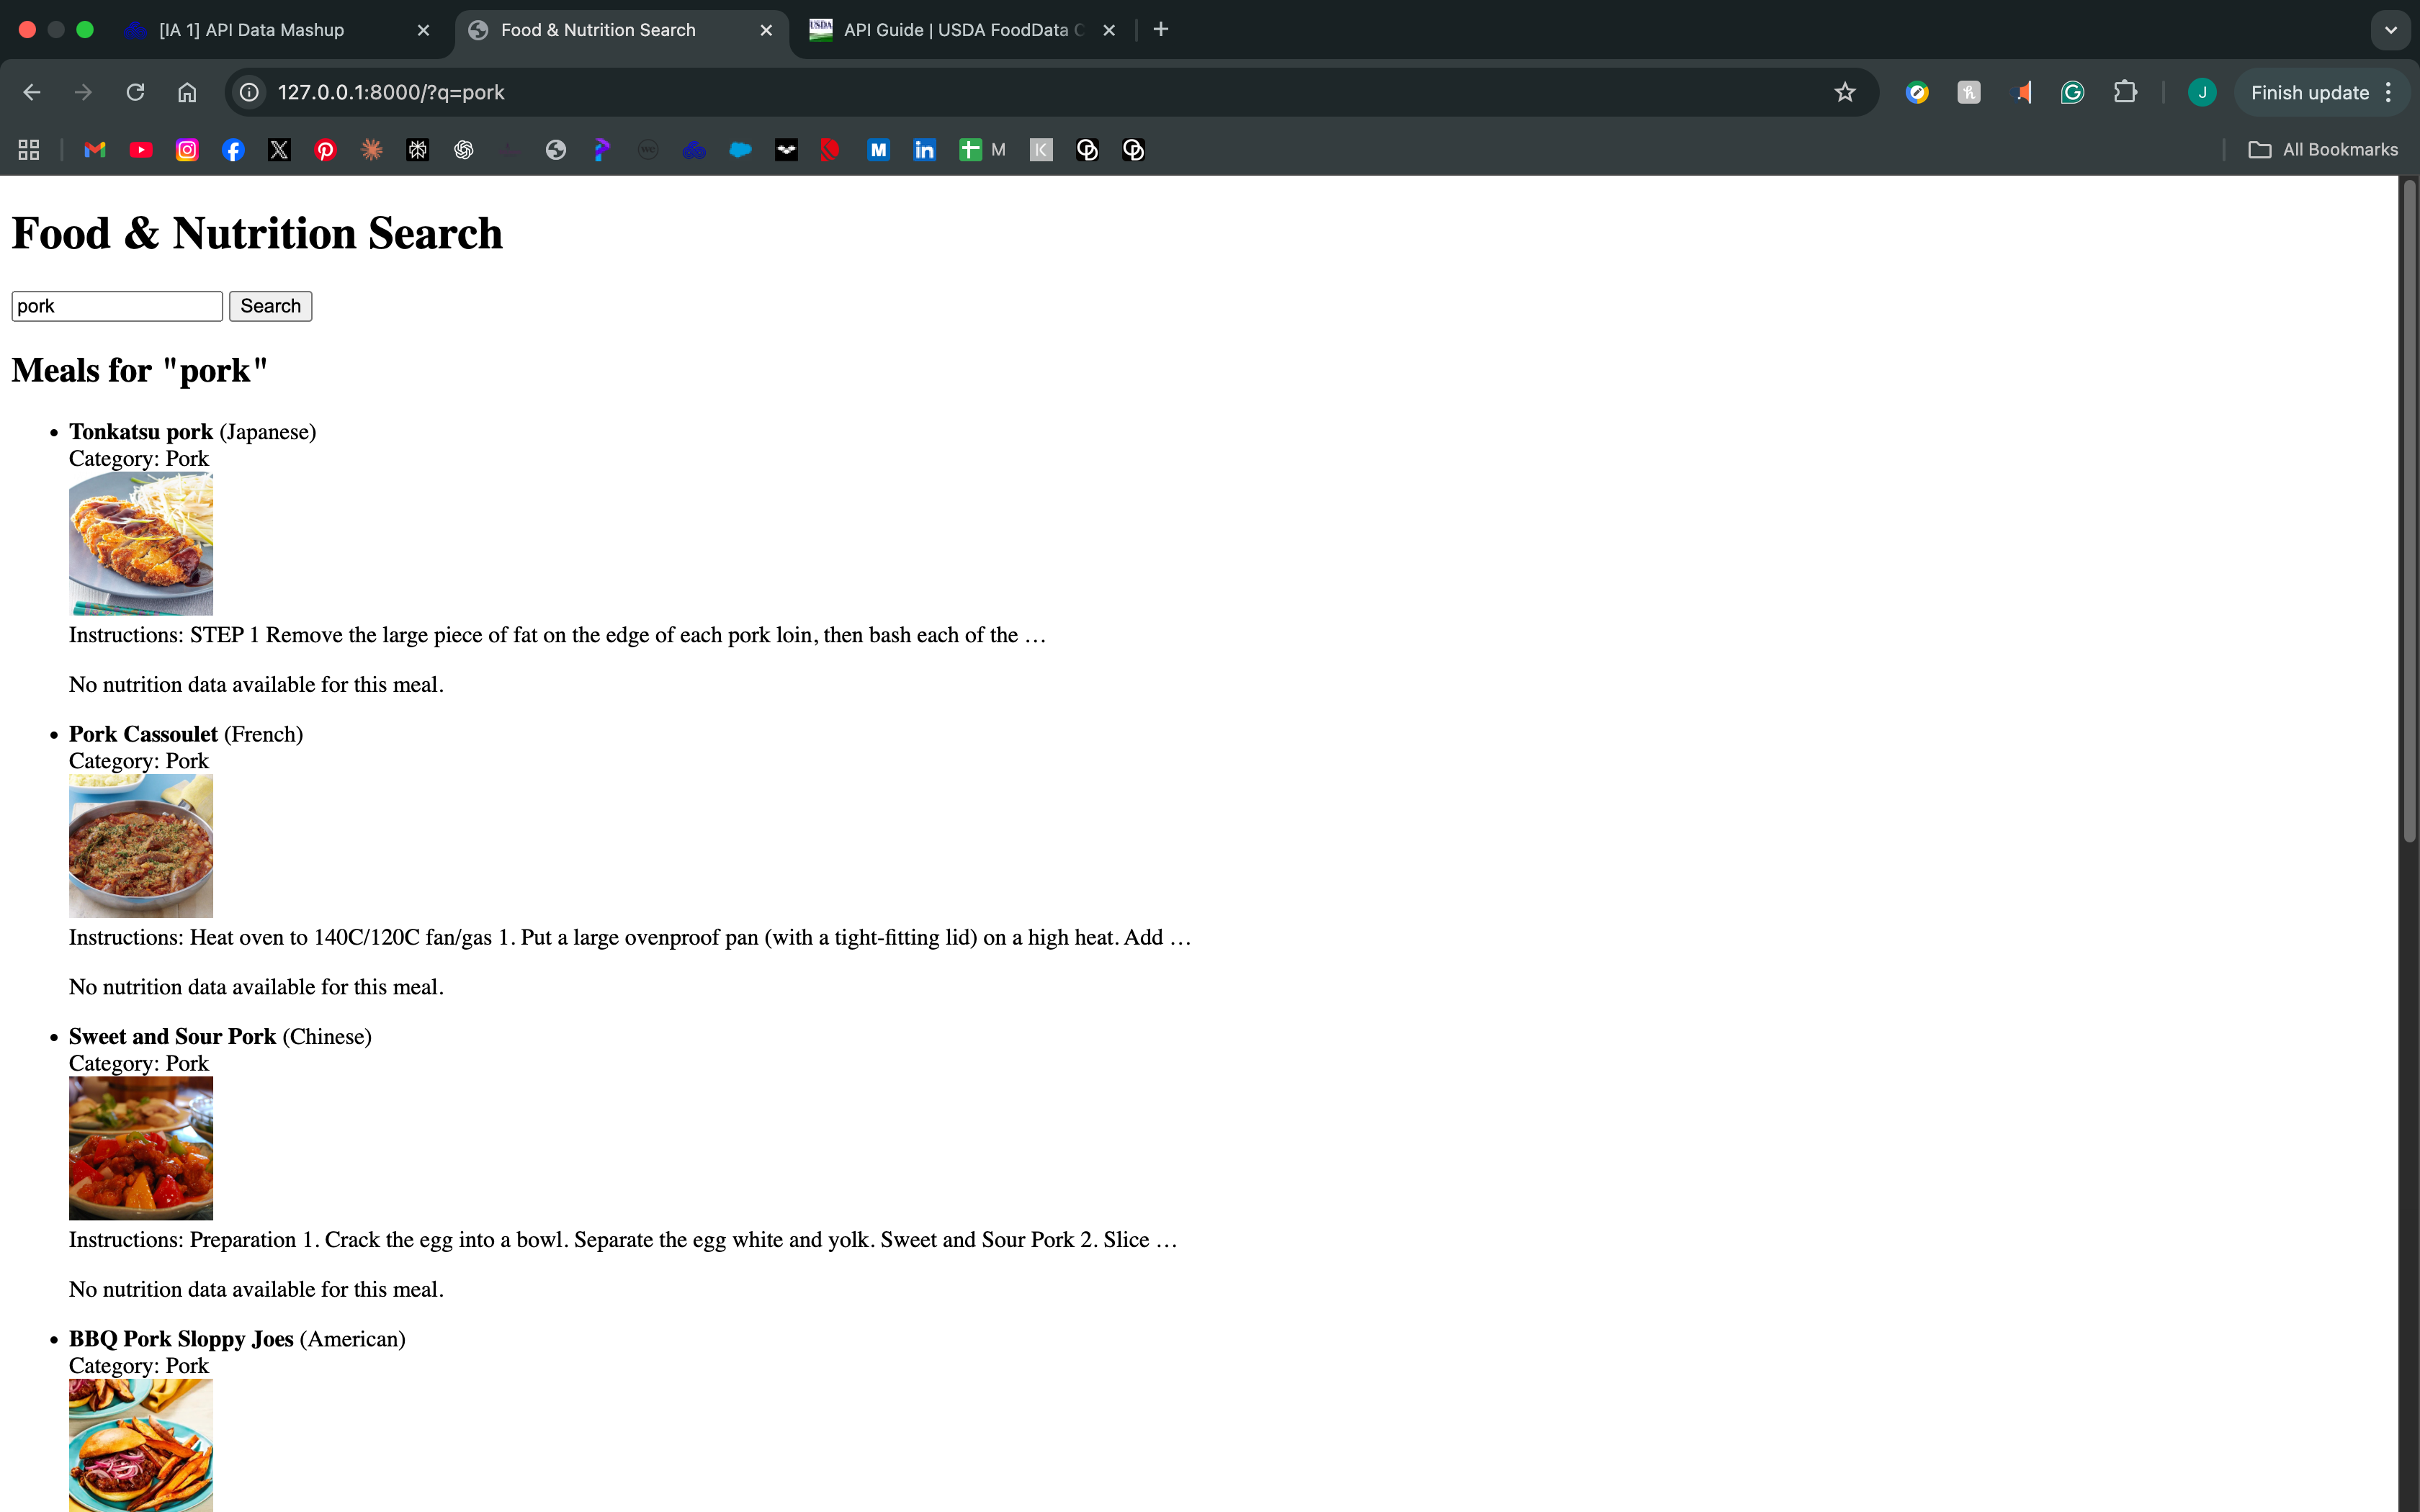 [IA 1] API Data Mashup
Food & Nutrition Search
USDA
API Guide | USDA FoodData C
127.0.0.1:8000/?q=pork
J
Finish update
M
All Bookmarks
Food & Nutrition Search
pork
Search
Meals for "pork"
Tonkatsu pork (Japanese)
Category: Pork
Instructions: STEP 1 Remove the large piece of fat on the edge of each pork loin, then bash each of the …
No nutrition data available for this meal.
Pork Cassoulet (French)
Category: Pork
Instructions: Heat oven to 140C/120C fan/gas 1. Put a large ovenproof pan (with a tight-fitting lid) on a high heat. Add …
No nutrition data available for this meal.
Sweet and Sour Pork (Chinese)
Category: Pork
Instructions: Preparation 1. Crack the egg into a bowl. Separate the egg white and yolk. Sweet and Sour Pork 2. Slice …
No nutrition data available for this meal.
BBQ Pork Sloppy Joes (American)
Category: Pork